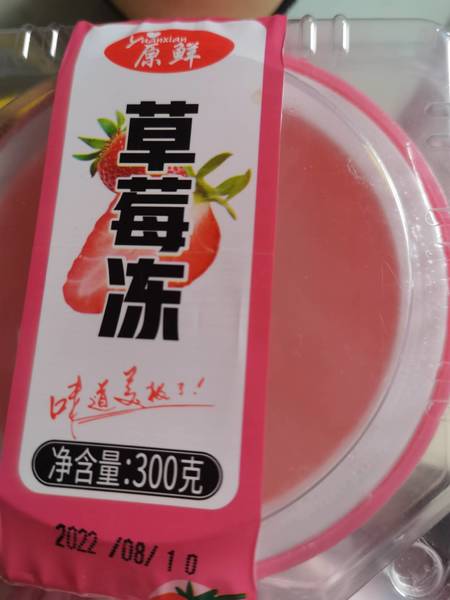 yuanxian
原鲜
草莓冻
味道美极了!
净含量:300克
2022/08/10